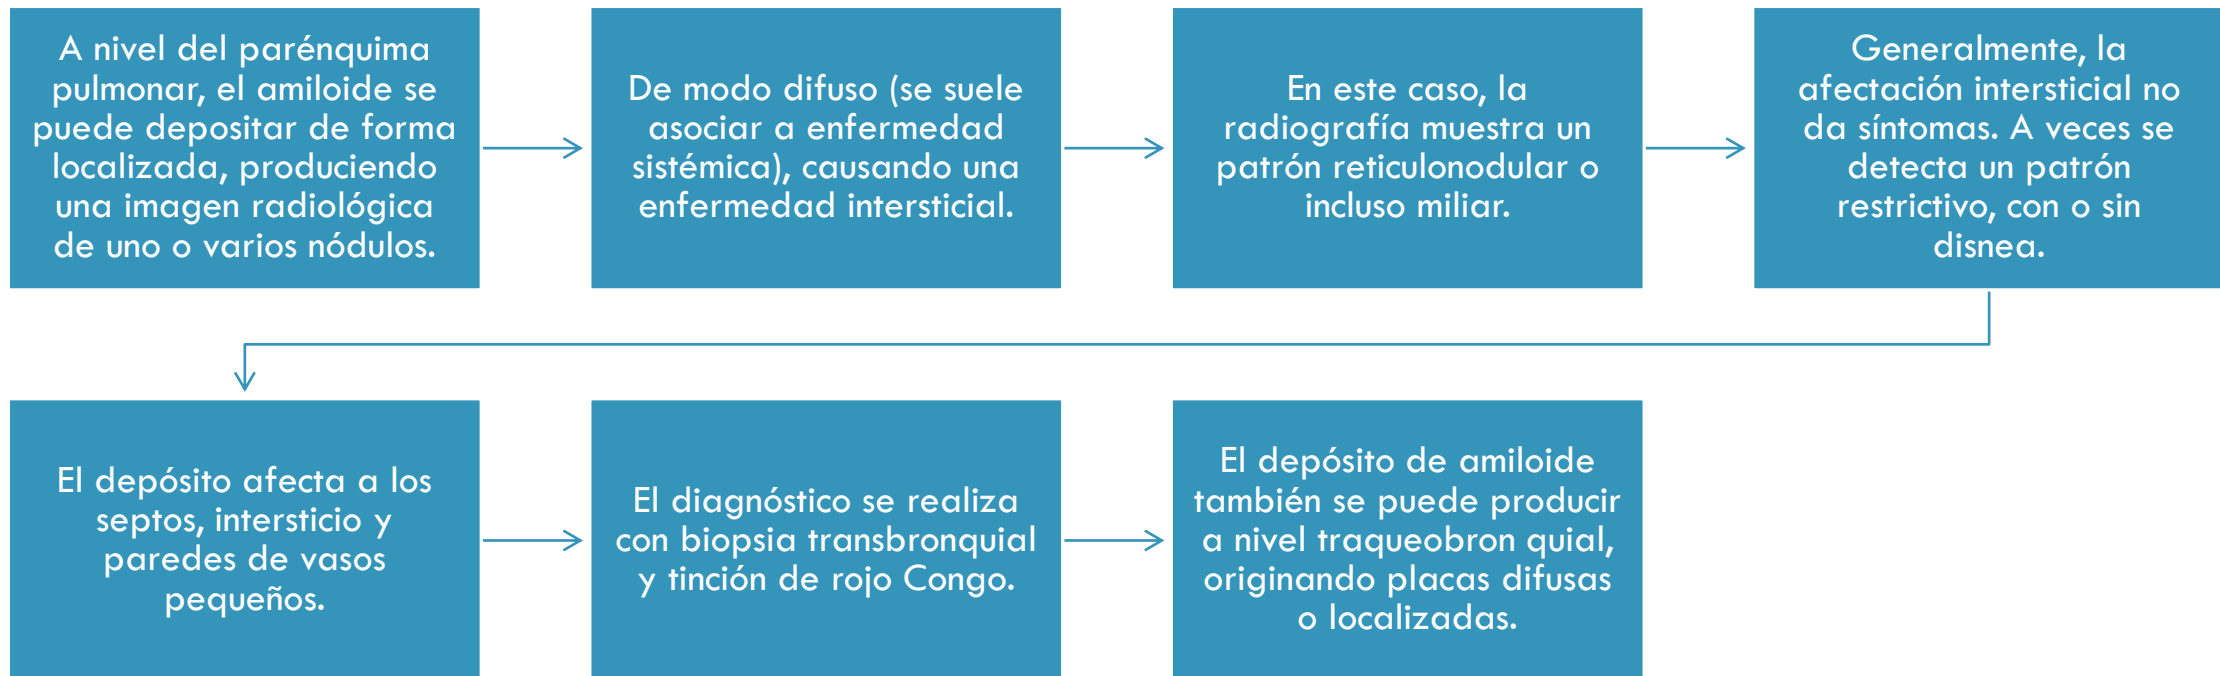 A nivel del parénquima
pulmonar, el amiloide se
puede depositar de forma
localizada, produciendo
una imagen radiológica
de uno o varios nódulos.
De modo difuso (se suele
asociar a enfermedad
sistémica), causando una
enfermedad intersticial.
En este caso, la
radiografía muestra un
patrón reticulonodular o
incluso miliar.
Generalmente, la
afectación intersticial no
da síntomas. A veces se
detecta un patrón
restrictivo, con o sin
disnea.
El depósito afecta a los
septos, intersticio y
paredes de vasos
pequeños.
El diagnóstico se realiza
con biopsia transbronquial
y tinción de rojo Congo.
El depósito de amiloide
también se puede producir
a nivel traqueobron quial,
originando placas difusas
o localizadas.